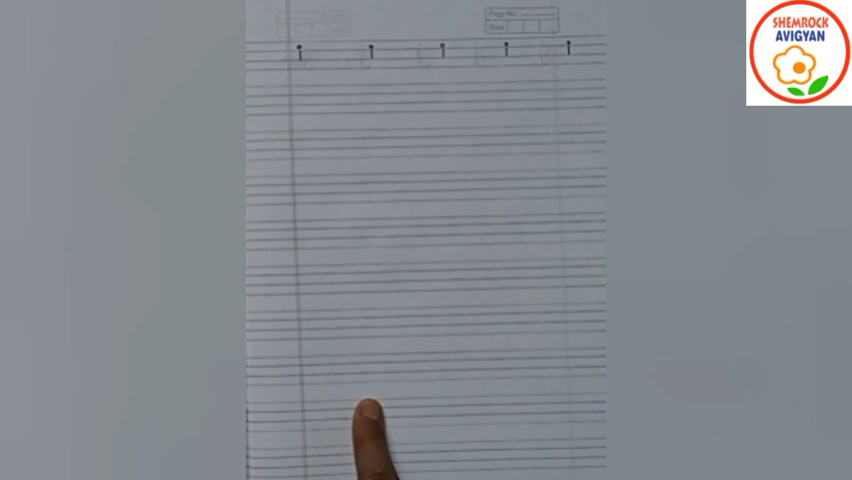 Page No.
Date
i i i i i
SHEMROCK
AVIGYAN